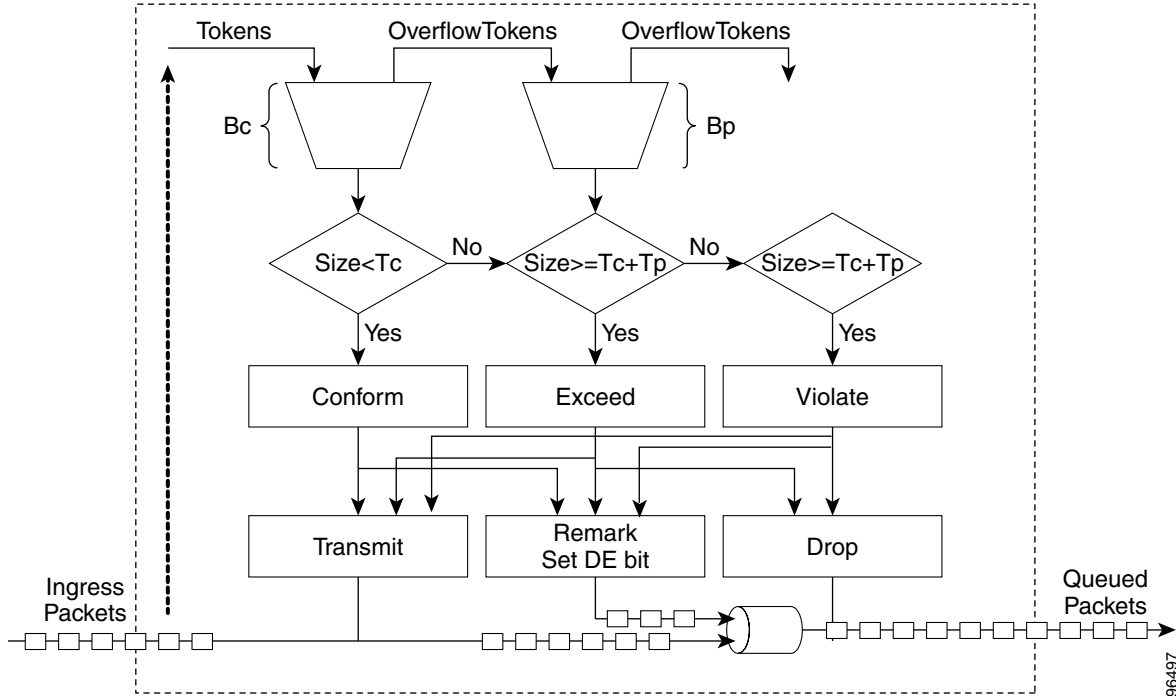 Tokens
OverflowTokens
OverflowTokens
Bc
Bp
Size<Tc
No
Size>=Tc+Tp
No
Size>=Tc+Tp
Yes
Yes
Yes
Conform
Exceed
Violate
Transmit
Remark
Set DE bit
Drop
Ingress
Packets
Queued
Packets
96497